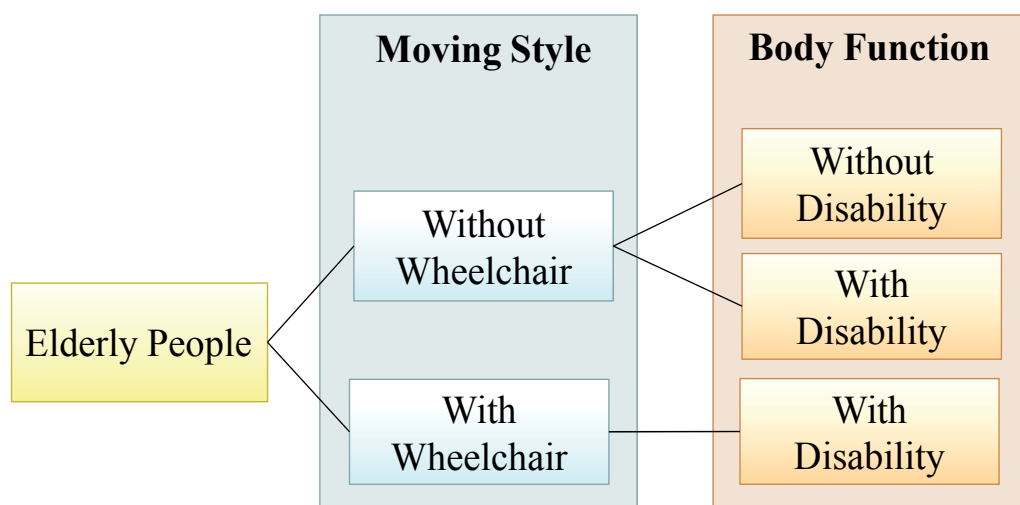 Moving Style
Body Function
Without
Disability
Without
Wheelchair
With
Disability
Elderly People
With
Wheelchair
With
Disability